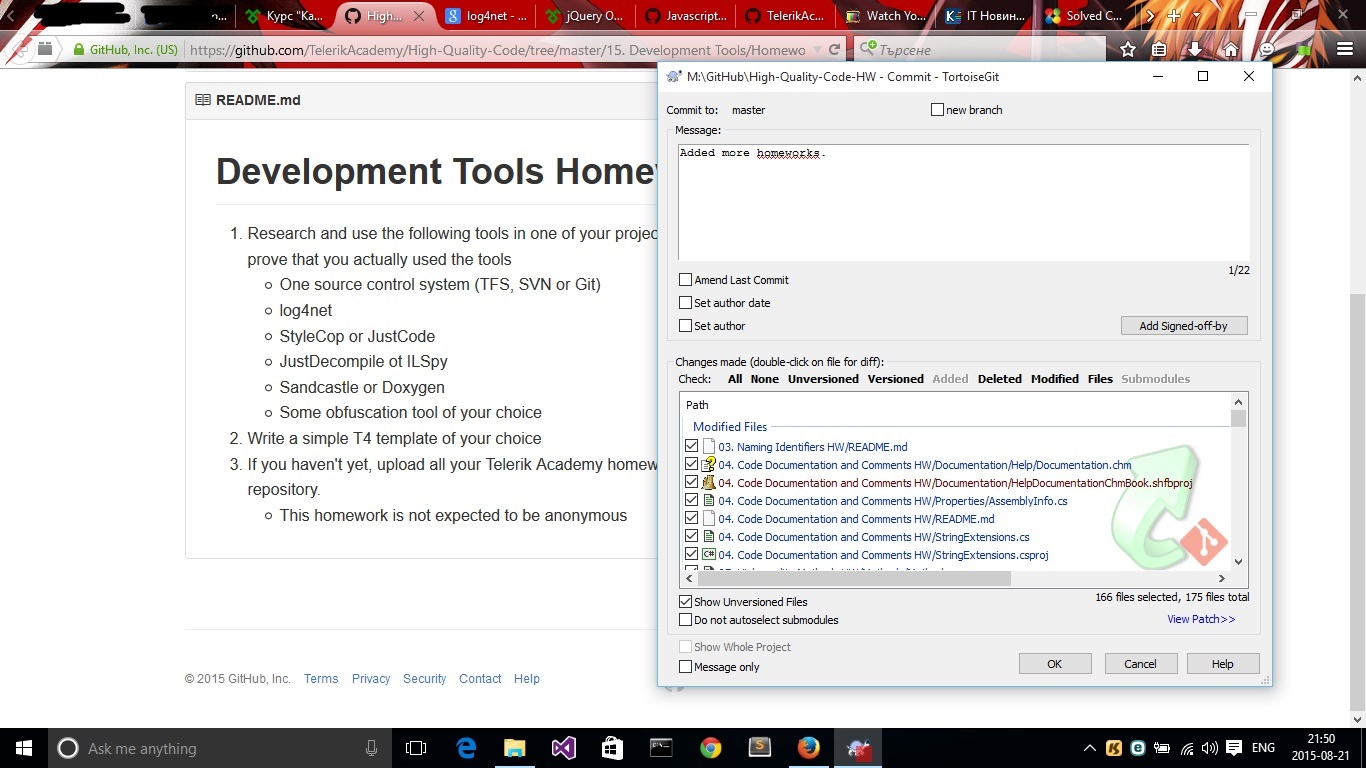 о...
Курс "Ка...
High...
log4net - ...
jQuery O...
Javascript...
TelerikAc...
Watch Yo...
IT Новин...
Solved C...
GitHub, Inc. (US)
https://github.com/TelerikAcademy/High-Quality-Code/tree/master/15. Development Tools/Homewo
Търсене
README.md
Development Tools Home
1. Research and use the following tools in one of your projec
prove that you actually used the tools
One source control system (TFS, SVN or Git)
log4net
StyleCop or JustCode
JustDecompile ot ILSpy
Sandcastle or Doxygen
Some obfuscation tool of your choice
2. Write a simple T4 template of your choice
3. If you haven't yet, upload all your Telerik Academy homew
repository.
This homework is not expected to be anonymous
© 2015 GitHub, Inc. Terms Privacy Security Contact Help
M:\GitHub\High-Quality-Code-HW - Commit - TortoiseGit
Commit to: master
new branch
Message:
Added more homeworks.
1/22
Amend Last Commit
Set author date
Set author
Add Signed-off-by
Changes made (double-click on file for diff):
Check: All None Unversioned Versioned Added Deleted Modified Files Submodules
Path
Modified Files
03. Naming Identifiers HW/README.md
04. Code Documentation and Comments HW/Documentation/Help/Documentation.chm
04. Code Documentation and Comments HW/Documentation/HelpDocumentationChmBook.shfbproj
04. Code Documentation and Comments HW/Properties/AssemblyInfo.cs
04. Code Documentation and Comments HW/README.md
04. Code Documentation and Comments HW/StringExtensions.cs
04. Code Documentation and Comments HW/StringExtensions.csproj
Show Unversioned Files
166 files selected, 175 files total
Do not autoselect submodules
View Patch>>
Show Whole Project
Message only
OK
Cancel
Help
Ask me anything
ENG
21:50
2015-08-21